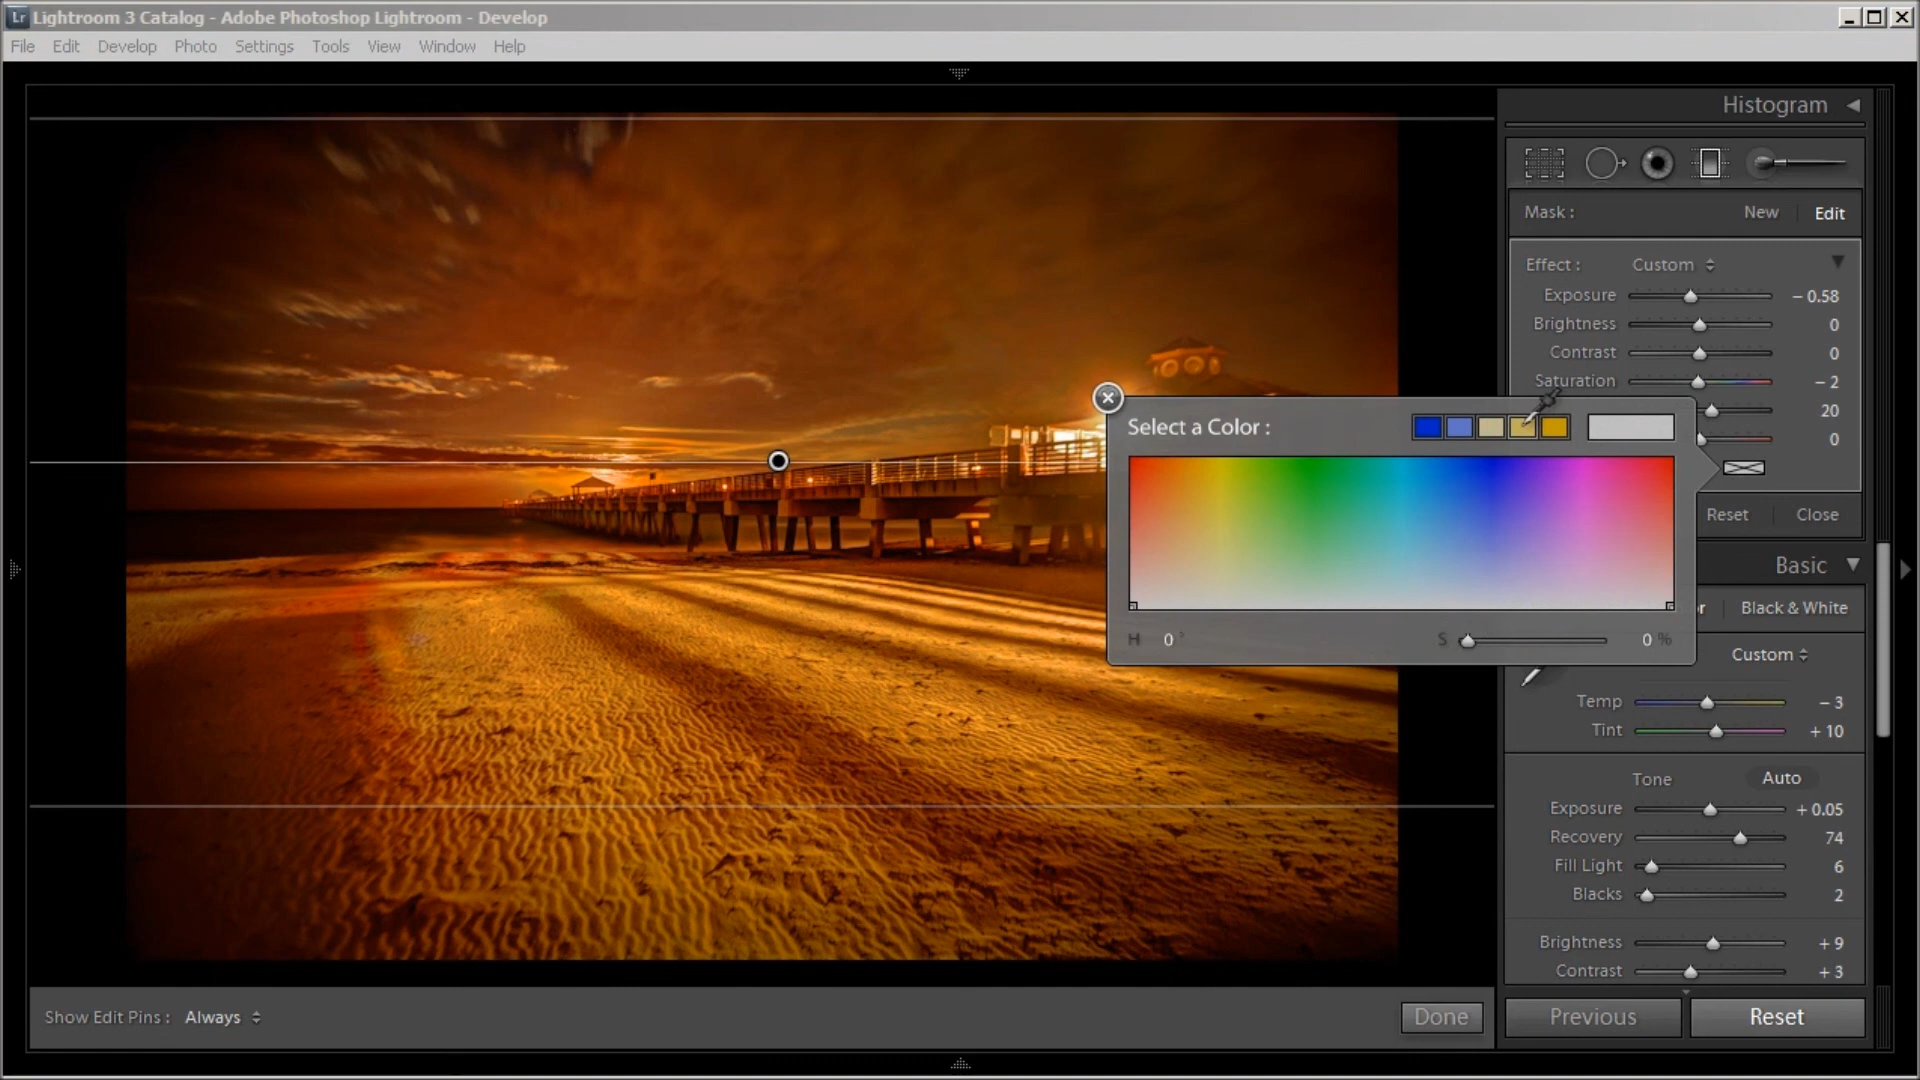 Lr Lightroom 3 Catalog - Adobe Photoshop Lightroom - Develop
File Edit Develop Photo Settings Tools View Window Help
Histogram
Mask : New Edit
Effect : Custom
Exposure − 0.58
Brightness 0
Contrast 0
Saturation − 2
20
0
Select a Color :
H 0 ° S 0 %
Reset Close
Basic
Black & White
Custom
Temp − 3
Tint + 10
Tone Auto
Exposure + 0.05
Recovery 74
Fill Light 6
Blacks 2
Brightness + 9
Contrast + 3
Show Edit Pins : Always Done Previous Reset